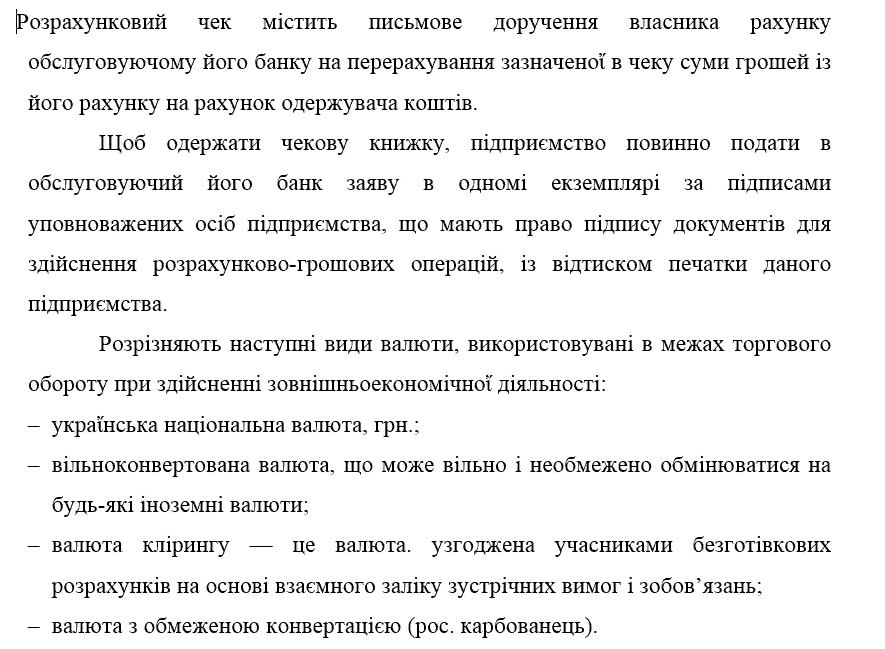 Розрахунковий чек містить письмове доручення власника рахунку
обслуговуючому його банку на перерахування зазначеної в чеку суми грошей із
його рахунку на рахунок одержувача коштів.
Щоб одержати чекову книжку, підприємство повинно подати в
обслуговуючий його банк заяву в одномі екземплярі за підписами
уповноважених осіб підприємства, що мають право підпису документів для
здійснення розрахунково-грошових операцій, із відтиском печатки даного
підприємства.
Розрізняють наступні види валюти, використовувані в межах торгового
обороту при здійсненні зовнішньоекономічної діяльності:
– українська національна валюта, грн.;
– вільноконвертована валюта, що може вільно і необмежено обмінюватися на
будь-які іноземні валюти;
– валюта клірингу — це валюта. узгоджена учасниками безготівкових
розрахунків на основі взаємного заліку зустрічних вимог і зобов’язань;
– валюта з обмеженою конвертацією (рос. карбованець).